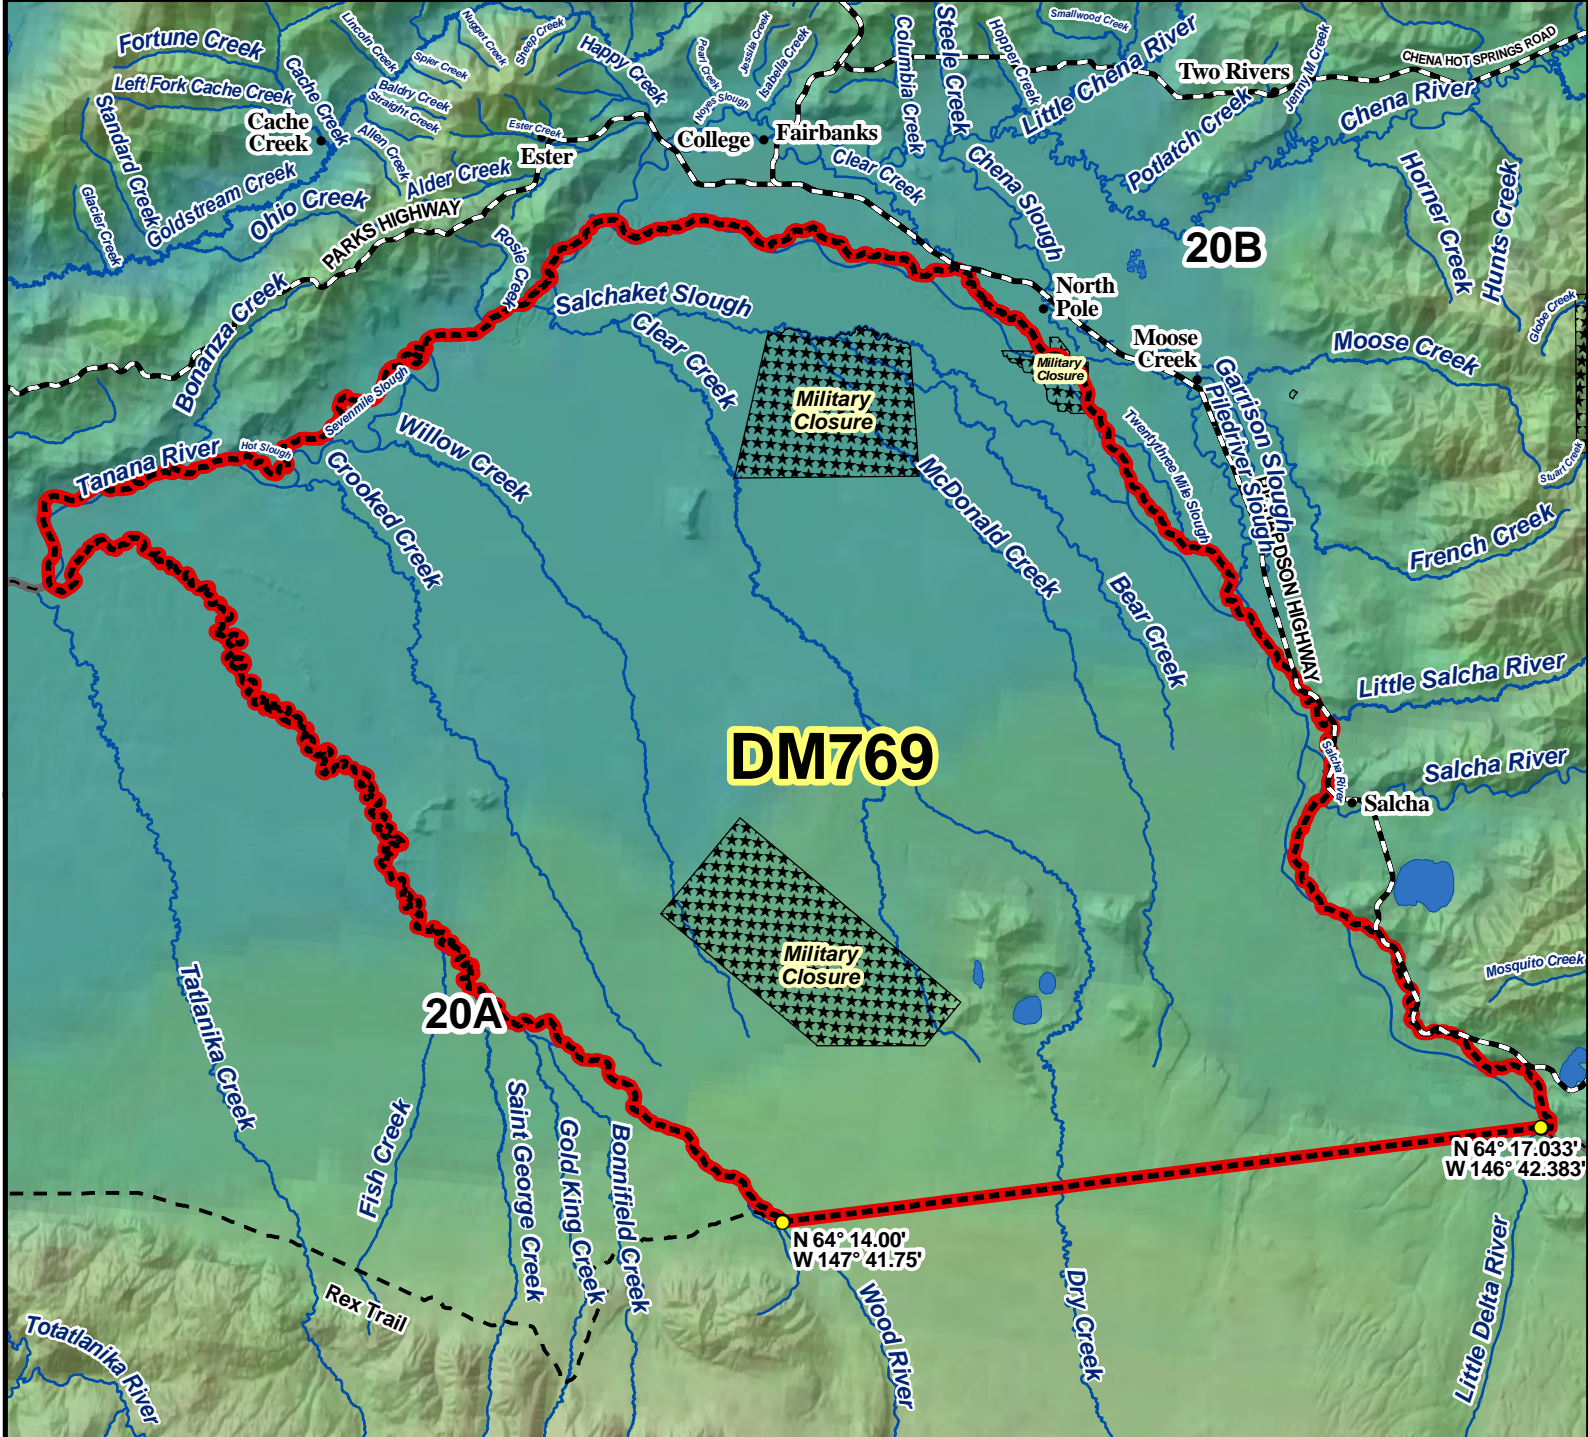 Fortune Creek
Lincoln Creek
Nugget Creek
Sheep Creek
Happy Creek
Spier Creek
Pearl Creek
Jessila Creek
Isabella Creek
Columbia Creek
Steele Creek
Hopper Creek
Smallwood Creek
Little Chena River
Two Rivers
Jenny M Creek
CHENA HOT SPRINGS ROAD
Chena River
Left Fork Cache Creek
Cache Creek
Baldry Creek
Straight Creek
Noyes Slough
Standard Creek
Cache
Creek
Allen Creek
Ester Creek
Ester
College
Fairbanks
Clear Creek
Chena Slough
Potlatch Creek
Horner Creek
Hunts Creek
Glacier Creek
Goldstream Creek
Ohio Creek
Alder Creek
PARKS HIGHWAY
Rosie Creek
20B
Bonanza Creek
Salchaket Slough
Clear Creek
North
Pole
Moose
Creek
Globe Creek
Moose Creek
Military
Closure
Military
Closure
Sevenmile Slough
Willow Creek
Tanana River
Hot Slough
Crooked Creek
McDonald Creek
Twentythree Mile Slough
Garrison Slough
Piledriver Slough
RICHARDSON HIGHWAY
Stuart Creek
French Creek
Bear Creek
Little Salcha River
DM769
Salcha River
Salcha River
Salcha
Military
Closure
Mosquito Creek
Tatlanika Creek
20A
Fish Creek
Saint George Creek
Gold King Creek
Bonnifield Creek
N 64° 17.033'
W 146° 42.383'
N 64° 14.00'
W 147° 41.75'
Rex Trail
Wood River
Dry Creek
Little Delta River
Totatlanika River